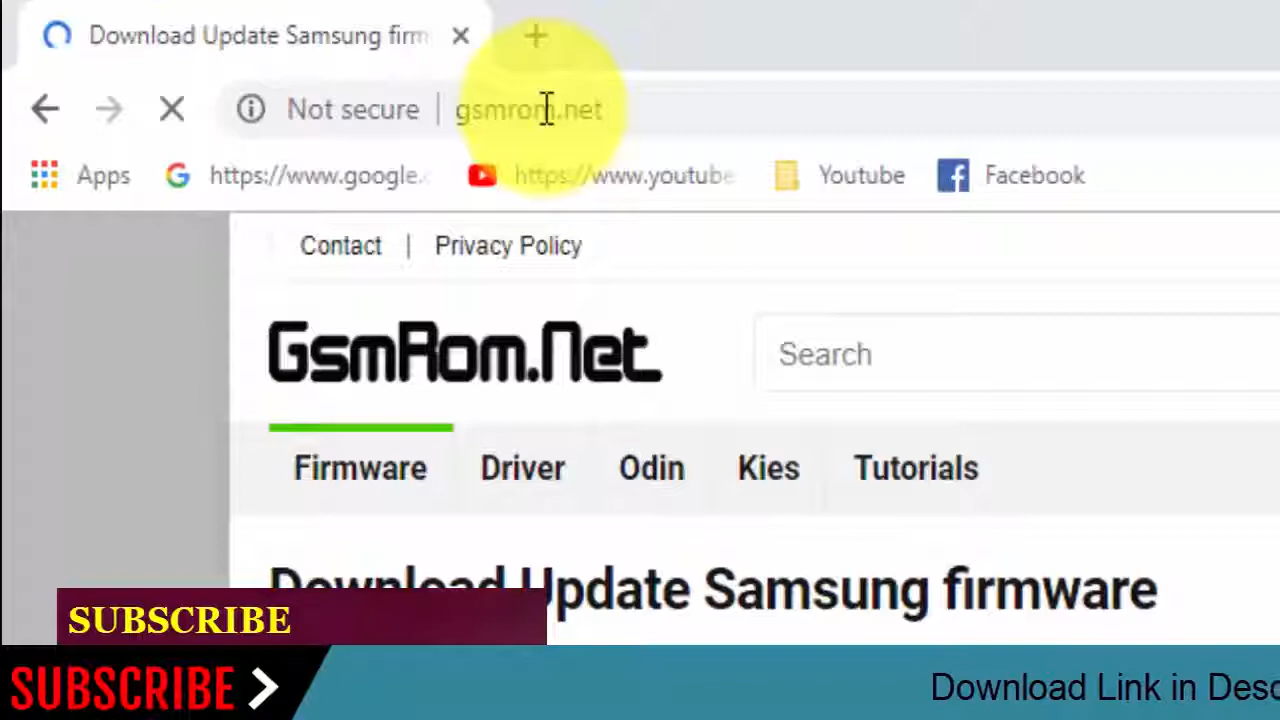 Download Update Samsung firm
Not secure | gsmrom.net
Apps https://www.google. https://www.youtube Youtube Facebook
Contact | Privacy Policy
GsmRom.Net Search
Firmware Driver Odin Kies Tutorials
Download Update Samsung firmware
SUBSCRIBE
SUBSCRIBE Download Link in Desc